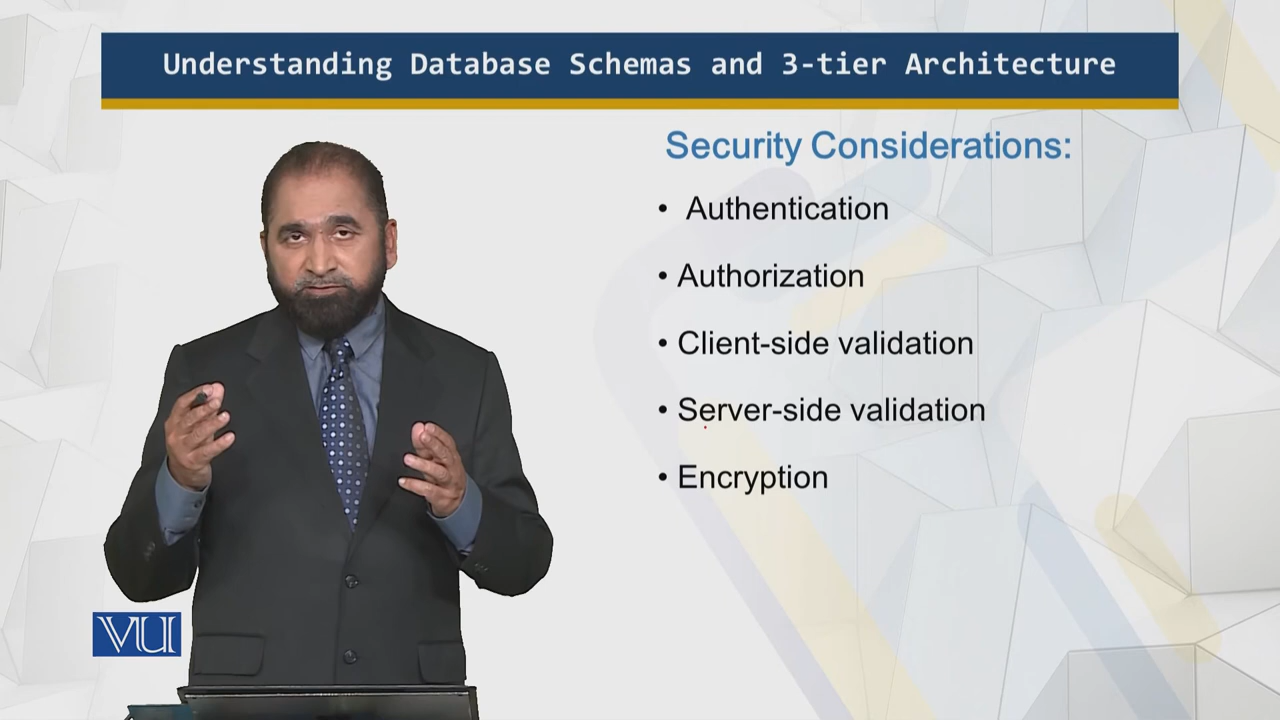 Understanding Database Schemas and 3-tier Architecture
Security Considerations:
• Authentication
• Authorization
• Client-side validation
• Server-side validation
• Encryption
VU